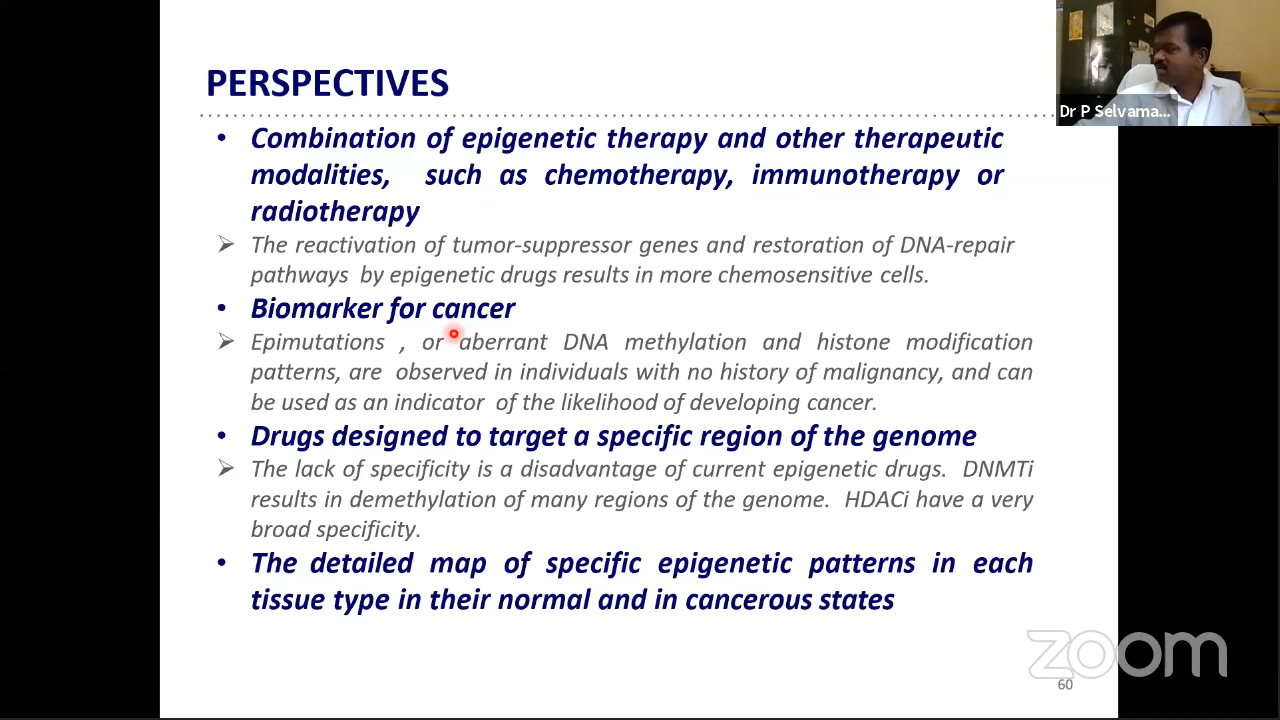 PERSPECTIVES
Dr P Selvama...
• Combination of epigenetic therapy and other therapeutic
modalities, such as chemotherapy, immunotherapy or
radiotherapy
➢ The reactivation of tumor-suppressor genes and restoration of DNA-repair
pathways by epigenetic drugs results in more chemosensitive cells.
• Biomarker for cancer
➢ Epimutations , or aberrant DNA methylation and histone modification
patterns, are observed in individuals with no history of malignancy, and can
be used as an indicator of the likelihood of developing cancer.
• Drugs designed to target a specific region of the genome
➢ The lack of specificity is a disadvantage of current epigenetic drugs. DNMTi
results in demethylation of many regions of the genome. HDACi have a very
broad specificity.
• The detailed map of specific epigenetic patterns in each
tissue type in their normal and in cancerous states
zoom
60